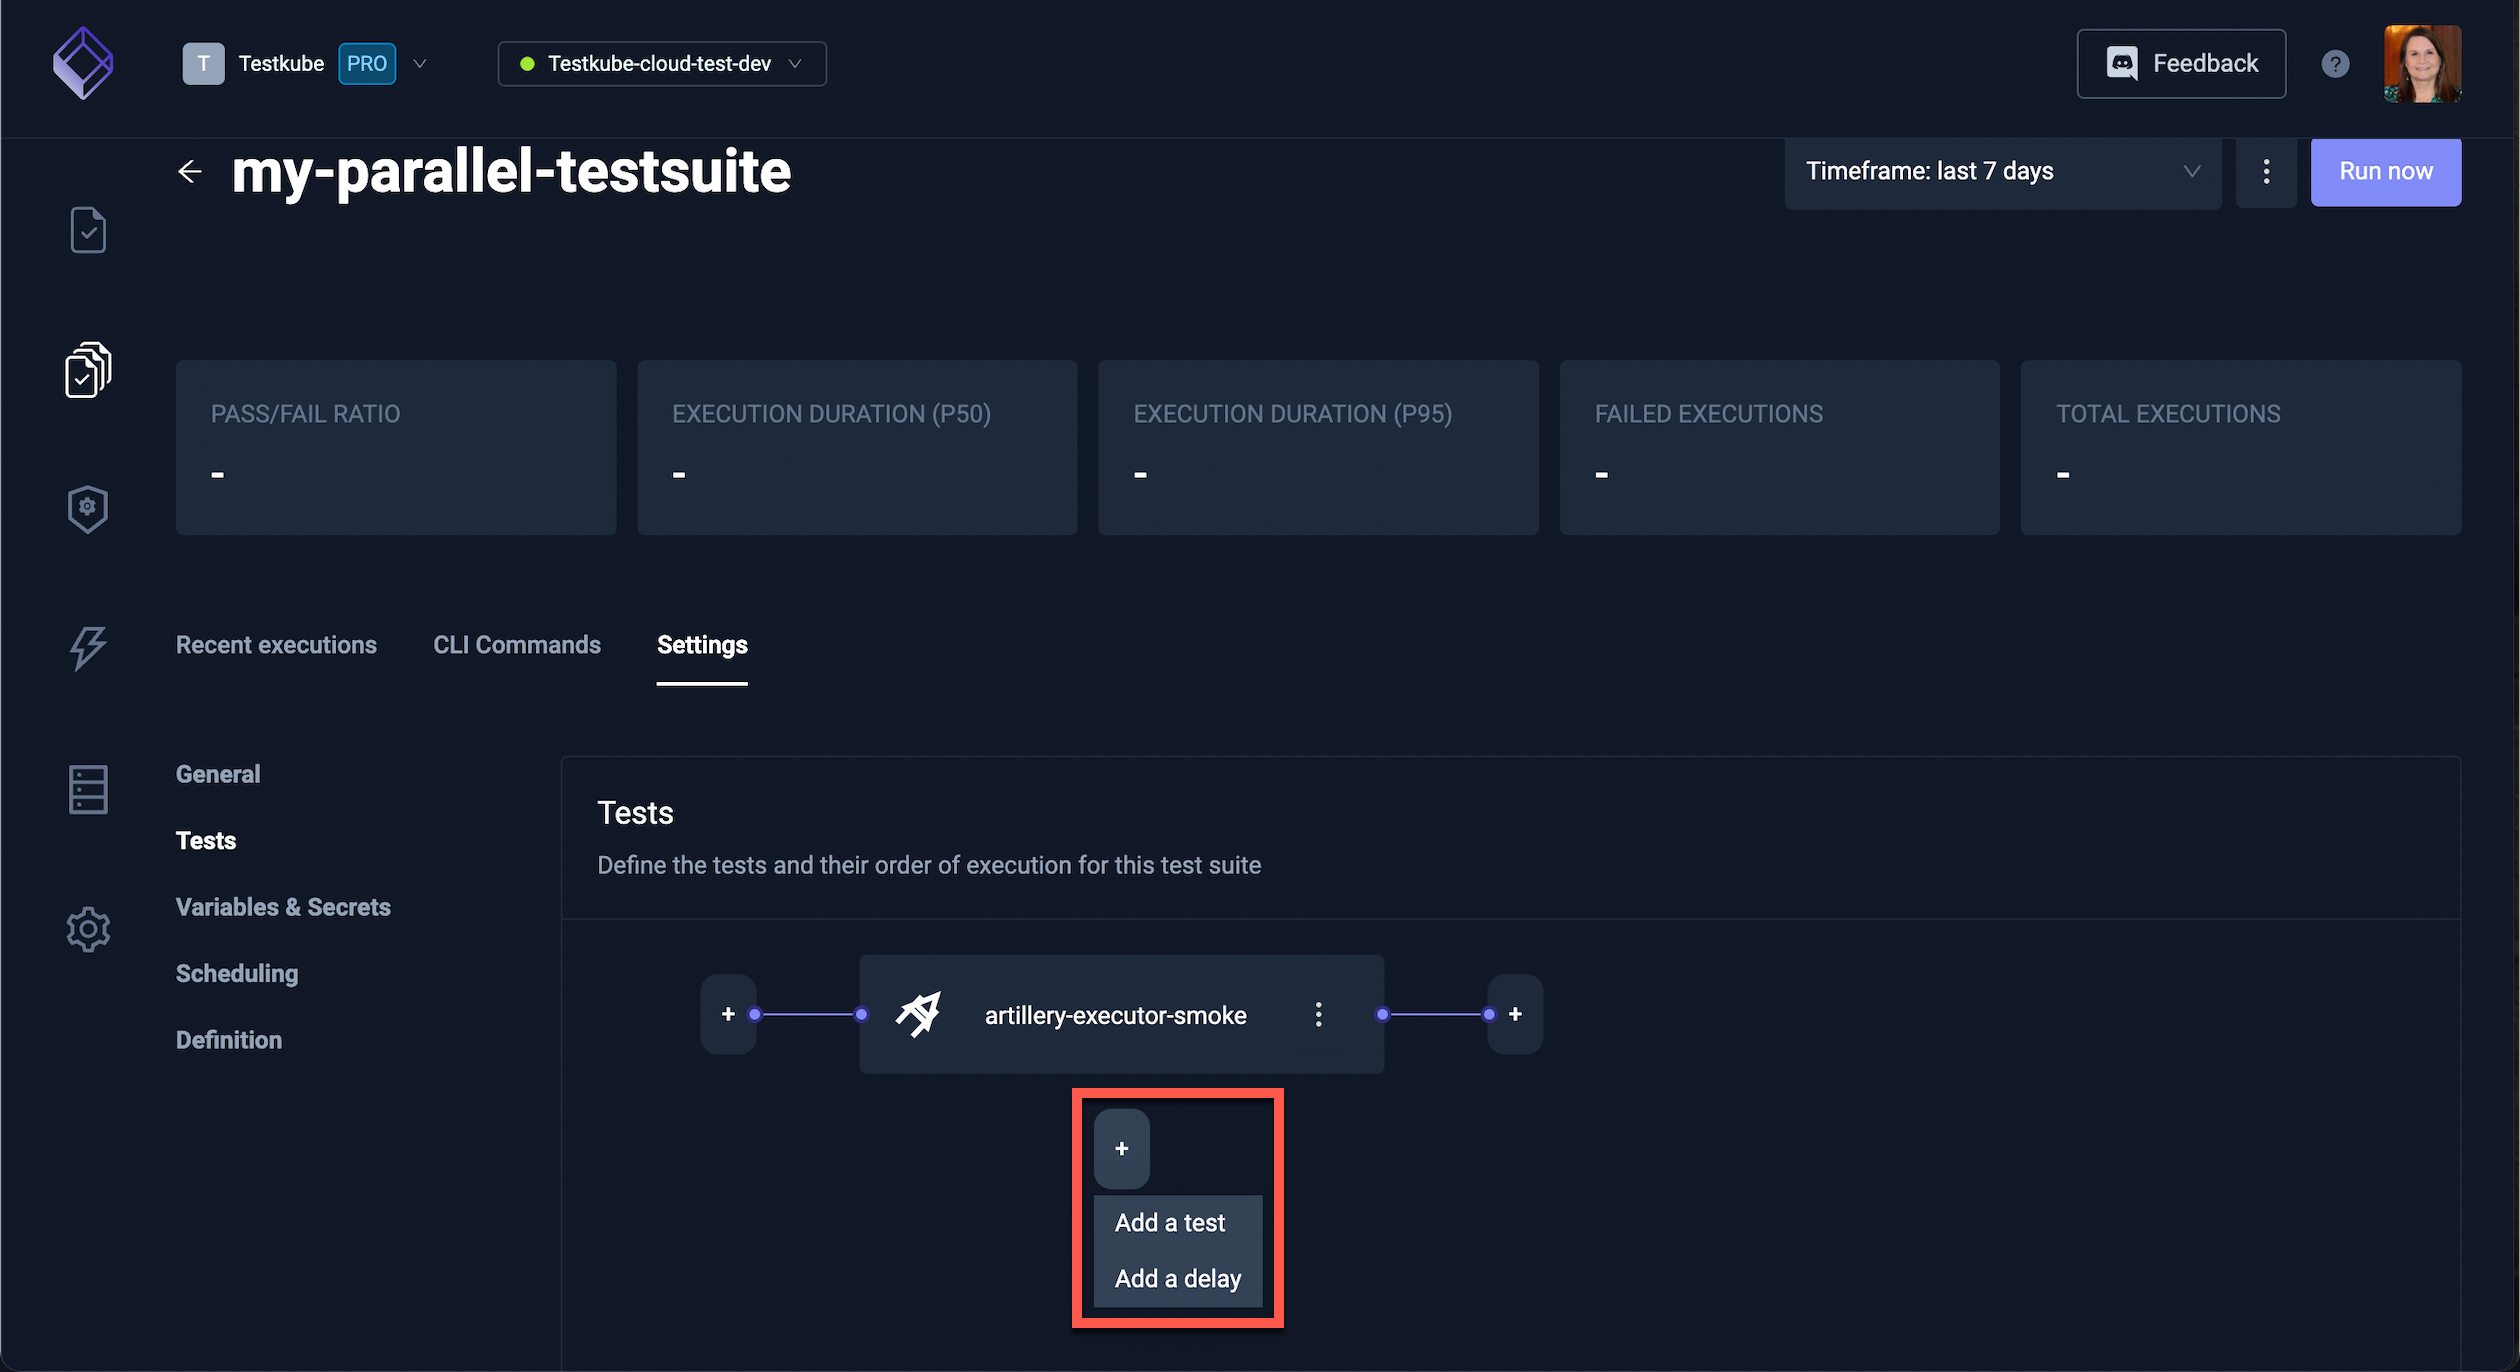 T Testkube PRO Testkube-cloud-test-dev Feedback ?
my-parallel-testsuite Timeframe: last 7 days Run now
PASS/FAIL RATIO EXECUTION DURATION (P50) EXECUTION DURATION (P95) FAILED EXECUTIONS TOTAL EXECUTIONS
- - - - -
Recent executions CLI Commands Settings
General
Tests
Variables & Secrets
Scheduling
Definition
Tests
Define the tests and their order of execution for this test suite
+ artillery-executor-smoke +
+
Add a test
Add a delay